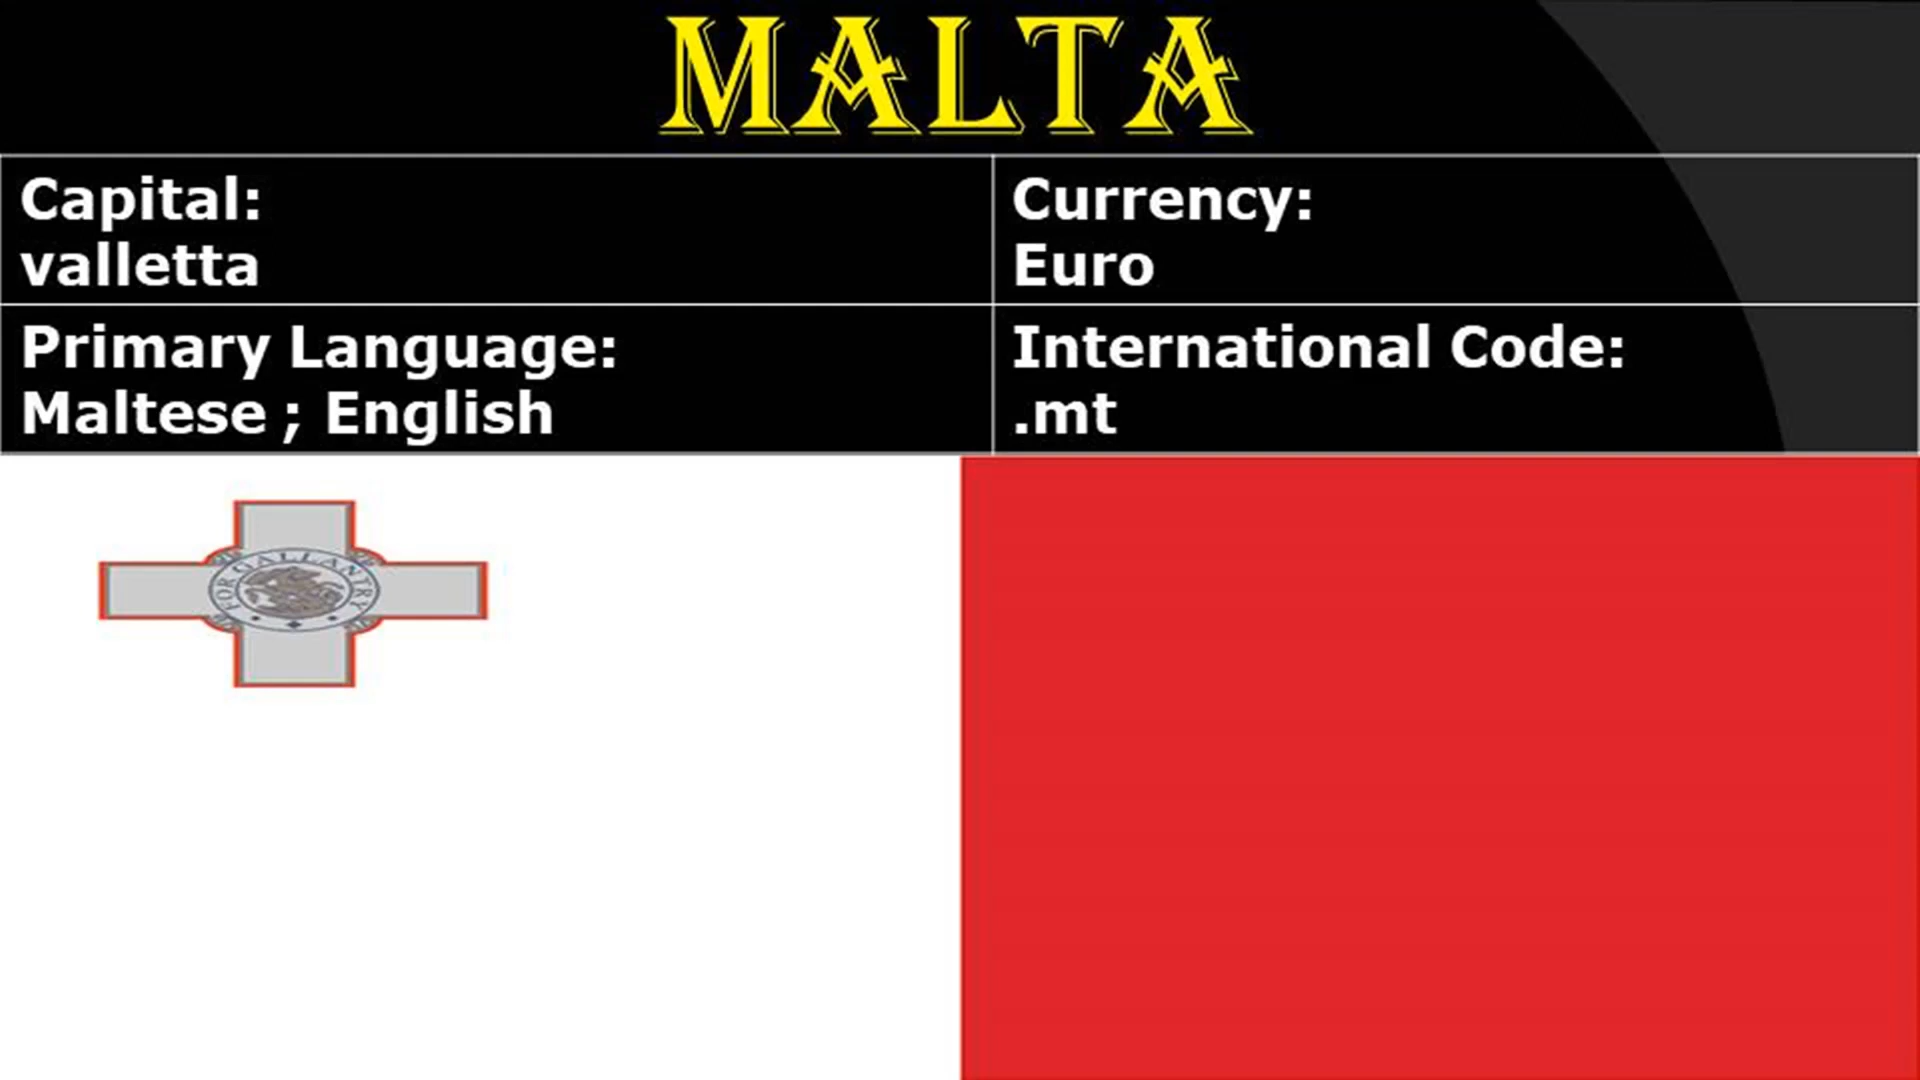 MALTA
Capital:
valletta
Currency:
Euro
Primary Language:
Maltese ; English
International Code:
.mt
FOR GALLANTRY